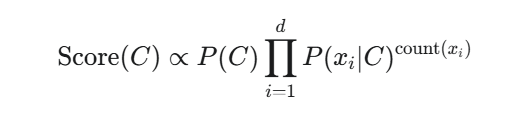 Score(C) ∝ P(C) ∏_{i=1}^{d} P(x_i|C)^{count(x_i)}